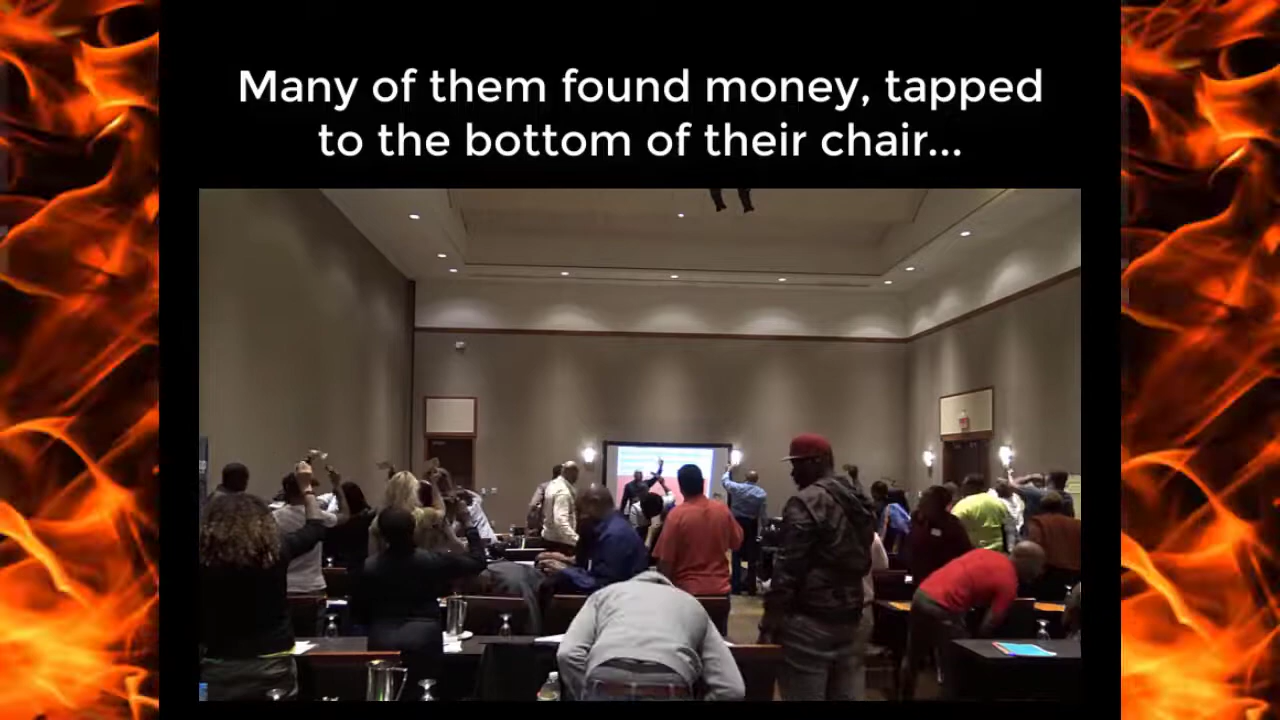 Many of them found money, tapped
to the bottom of their chair...